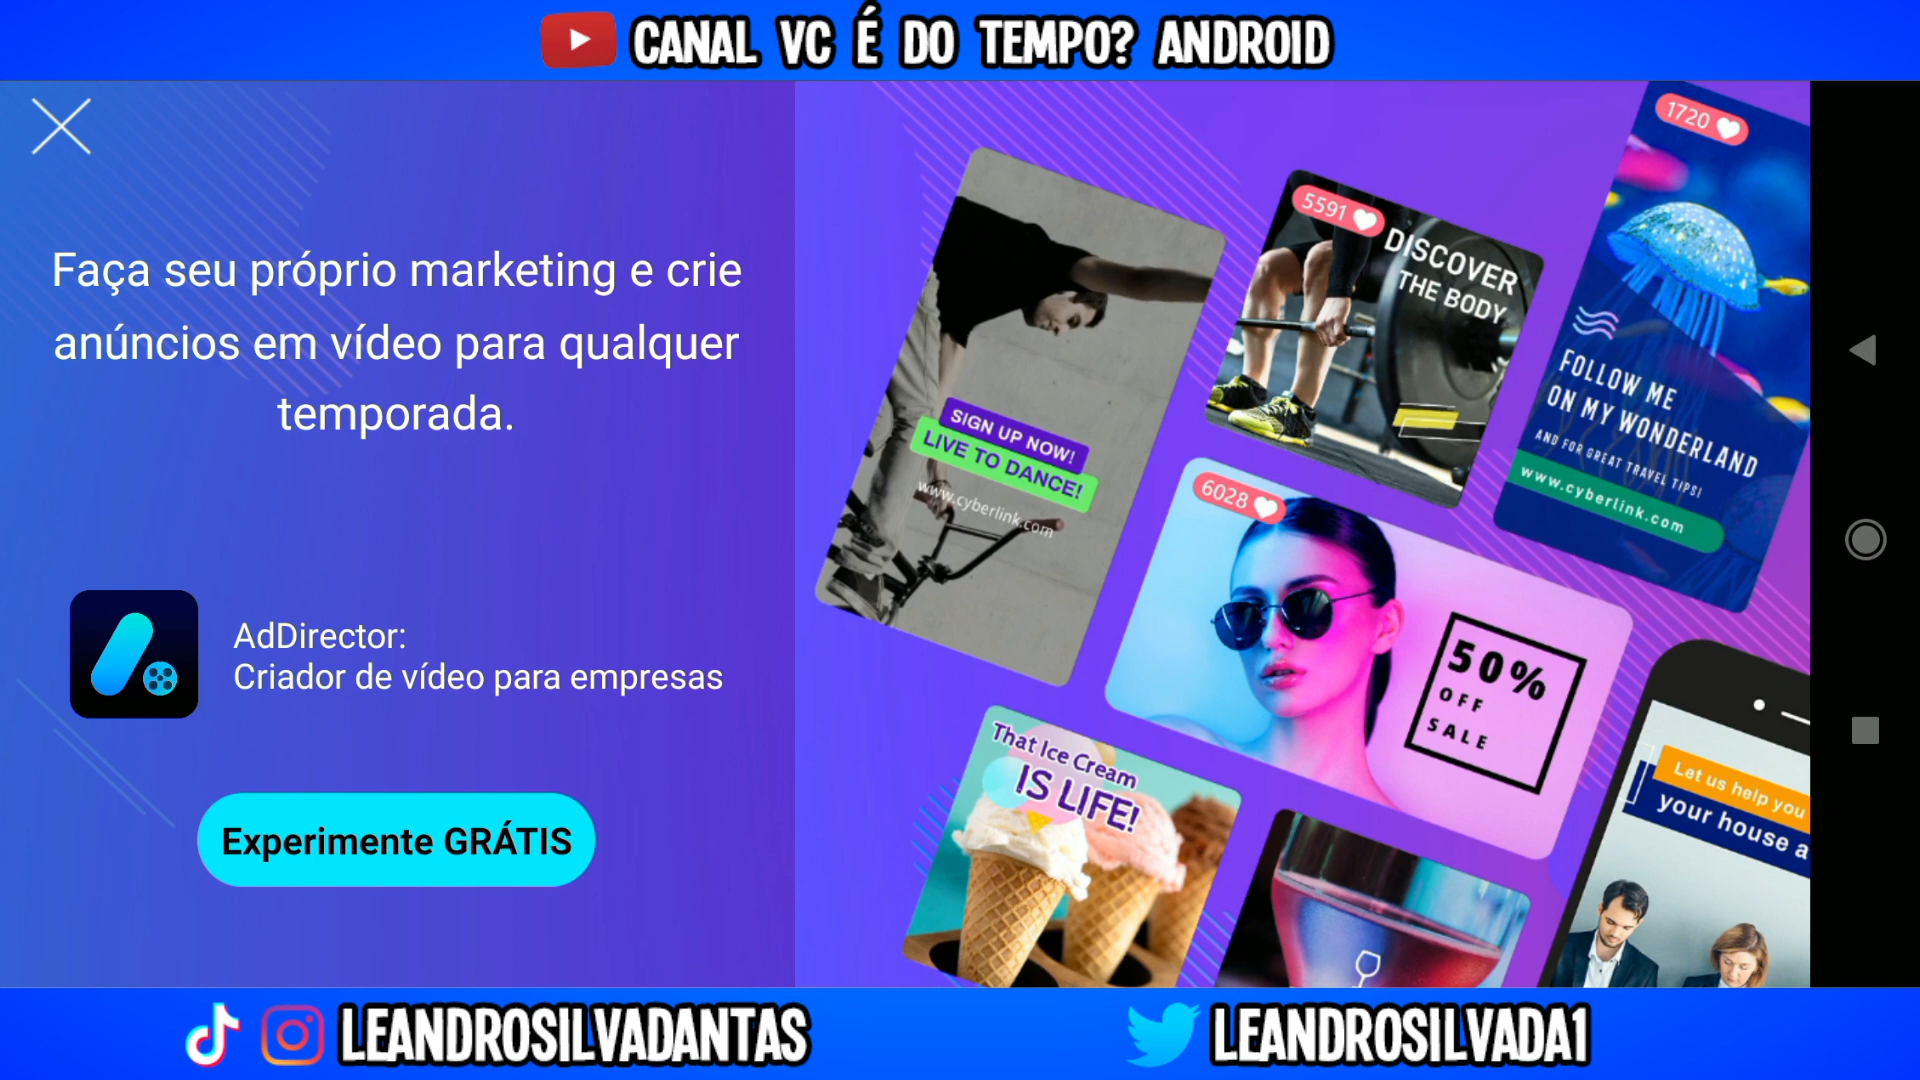 CANAL VC É DO TEMPO? ANDROID
Faça seu próprio marketing e crie
anúncios em vídeo para qualquer
temporada.
AdDirector:
Criador de vídeo para empresas
Experimente GRÁTIS
SIGN UP NOW!
LIVE TO DANCE!
www.cyberlink.com
5591
DISCOVER
THE BODY
1720
FOLLOW ME
ON MY WONDERLAND
AND FOR GREAT TRAVEL TIPS!
www.cyberlink.com
6028
50%
OFF
SALE
That Ice Cream
IS LIFE!
Let us help you
your house a
LEANDROSILVADANTAS
LEANDROSILVADA1